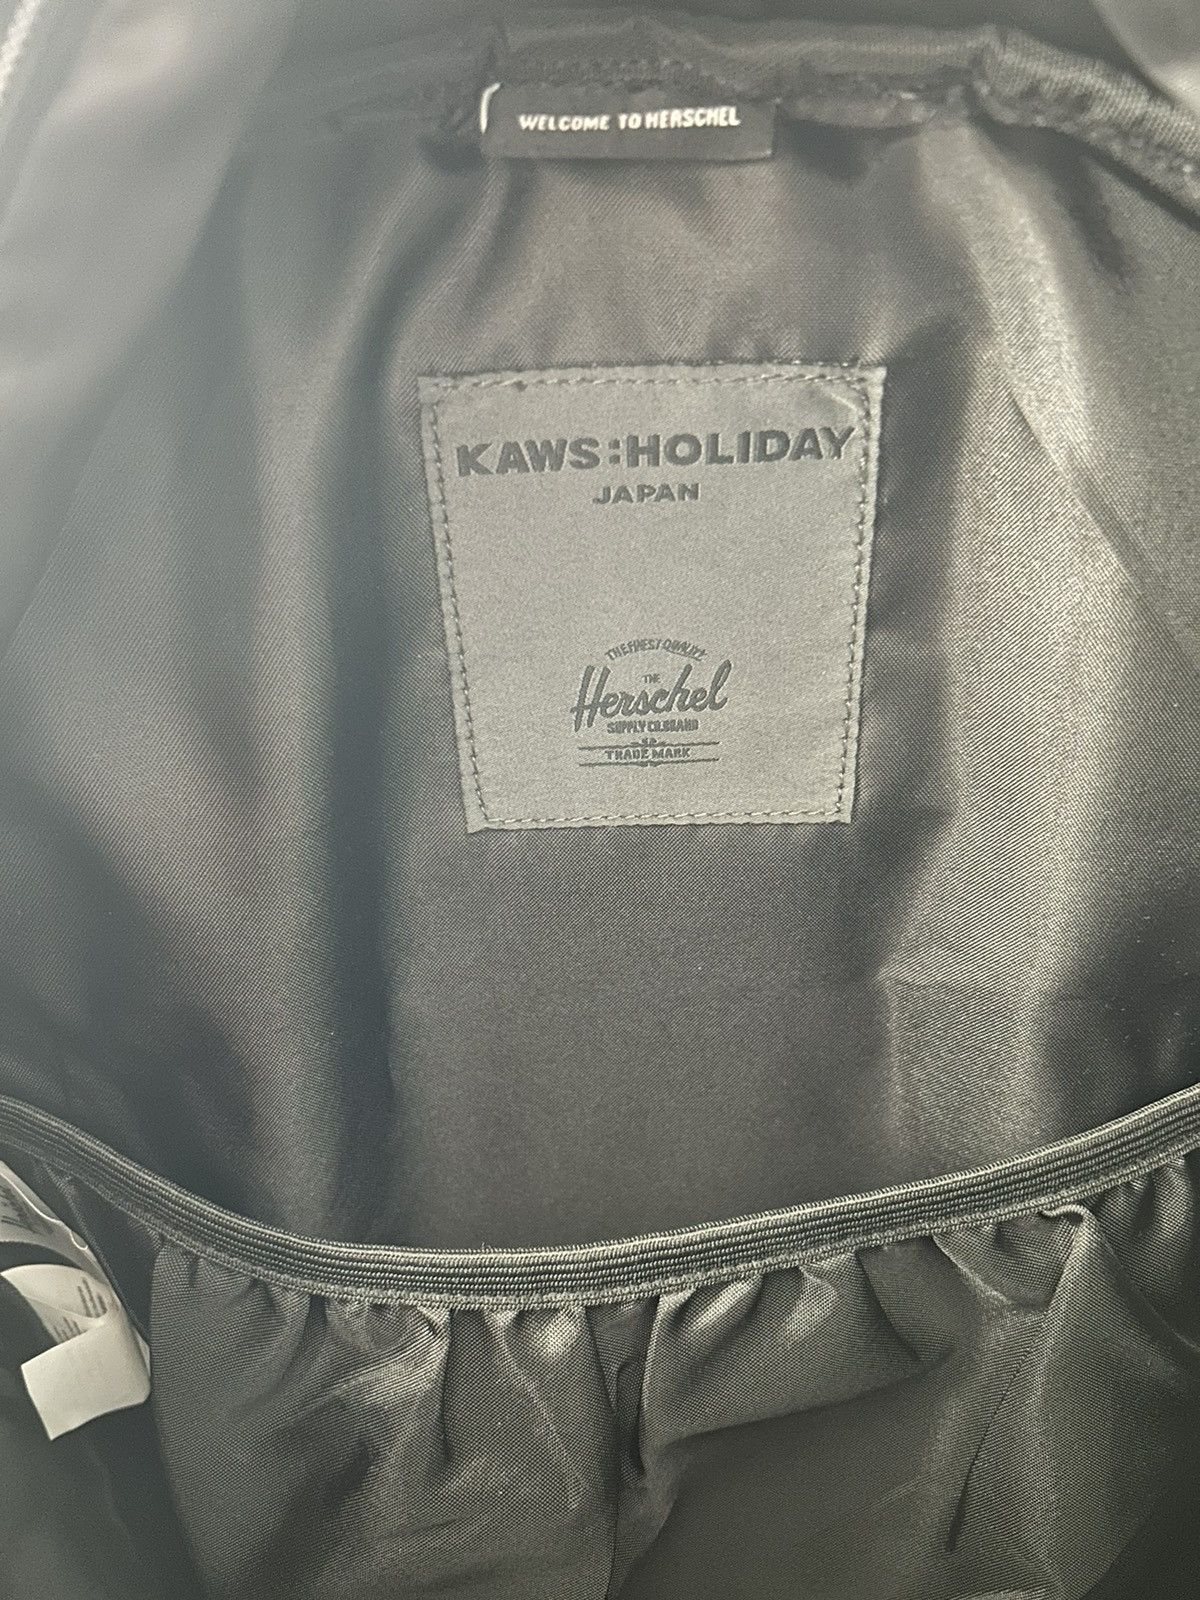 WELCOME TO HERSCHEL
KAWS:HOLIDAY
JAPAN
THE FINEST QUALITY
THE
Herschel
SUPPLY CO.BRAND
TRADE MARK